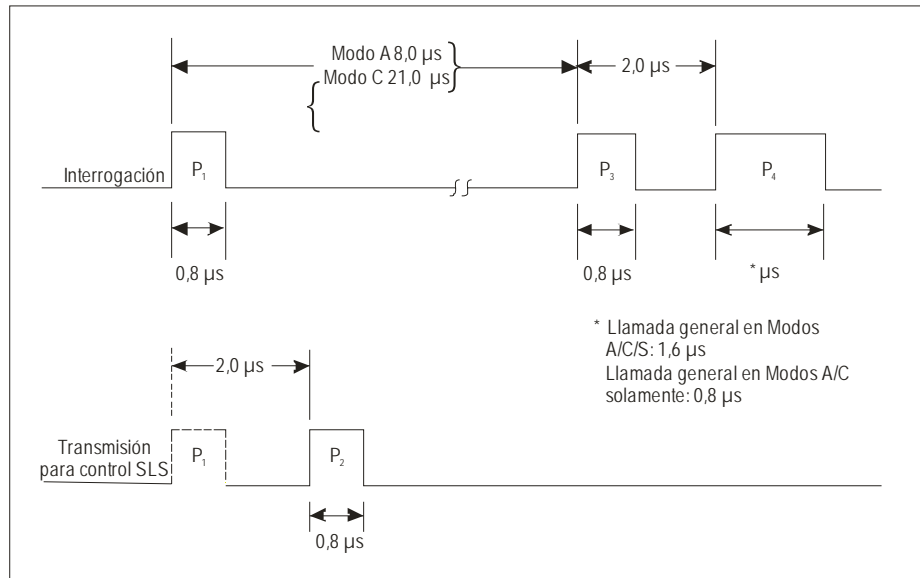 Modo A 8,0 µs
Modo C 21,0 µs
2,0 µs
Interrogación
P₁
P₃
P₄
0,8 µs
0,8 µs
* µs
* Llamada general en Modos
A/C/S: 1,6 µs
Llamada general en Modos A/C
solamente: 0,8 µs
2,0 µs
Transmisión
para control SLS
P₁
P₂
0,8 µs